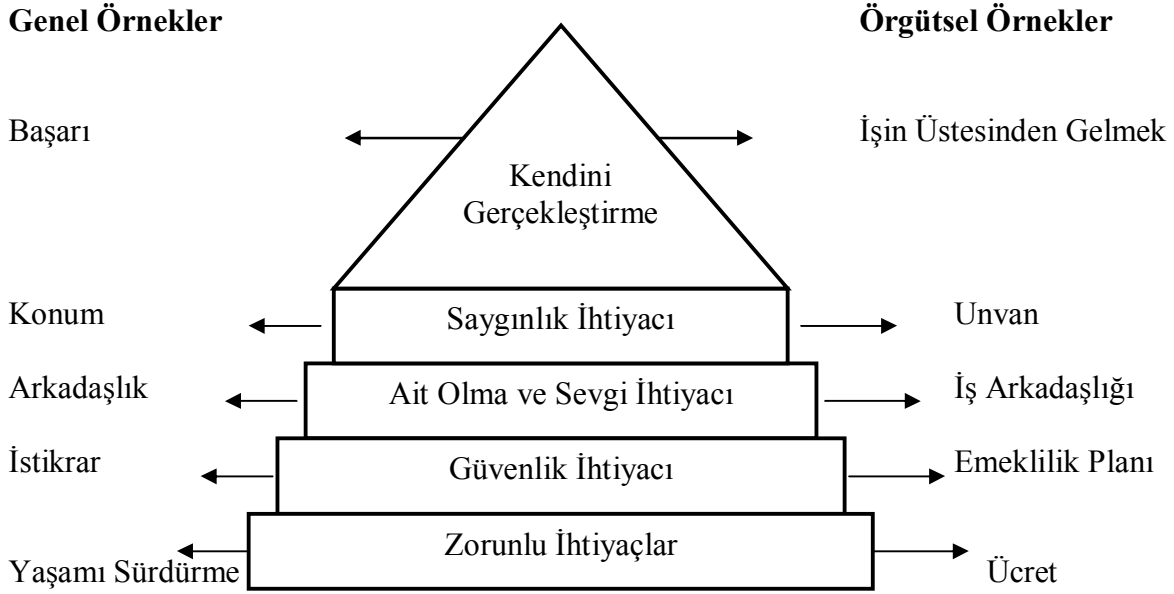 Genel Örnekler
Örgütsel Örnekler
Başarı
İşin Üstesinden Gelmek
Kendini
Gerçekleştirme
Konum
Saygınlık İhtiyacı
Unvan
Arkadaşlık
Ait Olma ve Sevgi İhtiyacı
İş Arkadaşlığı
İstikrar
Güvenlik İhtiyacı
Emeklilik Planı
Zorunlu İhtiyaçlar
Yaşamı Sürdürme
Ücret